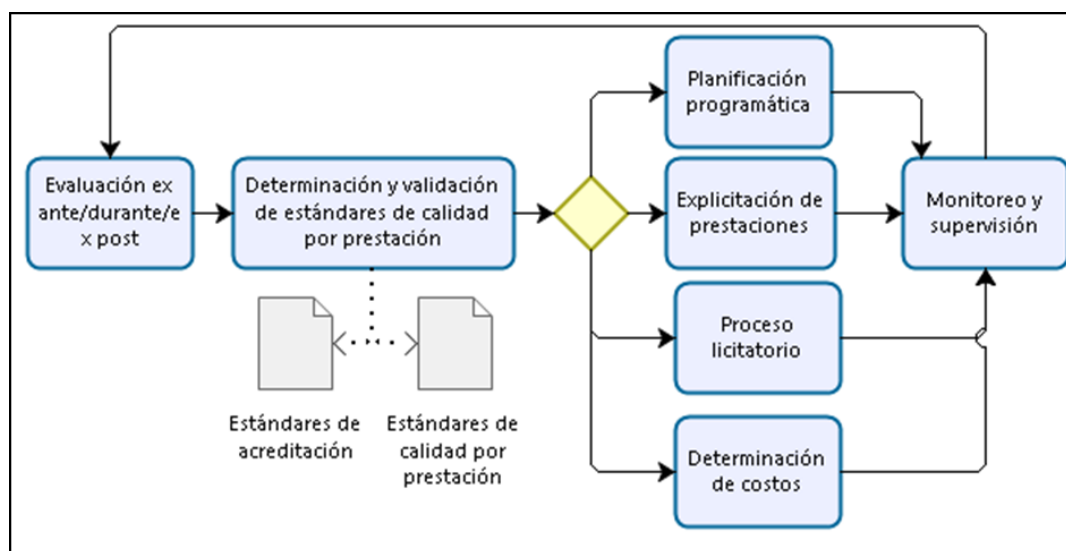 Evaluación ex
ante/durante/e
x post
Determinación y validación
de estándares de calidad
por prestación
Estándares de
acreditación
Estándares de
calidad por
prestación
Planificación
programática
Explicitación de
prestaciones
Proceso
licitatorio
Determinación
de costos
Monitoreo y
supervisión